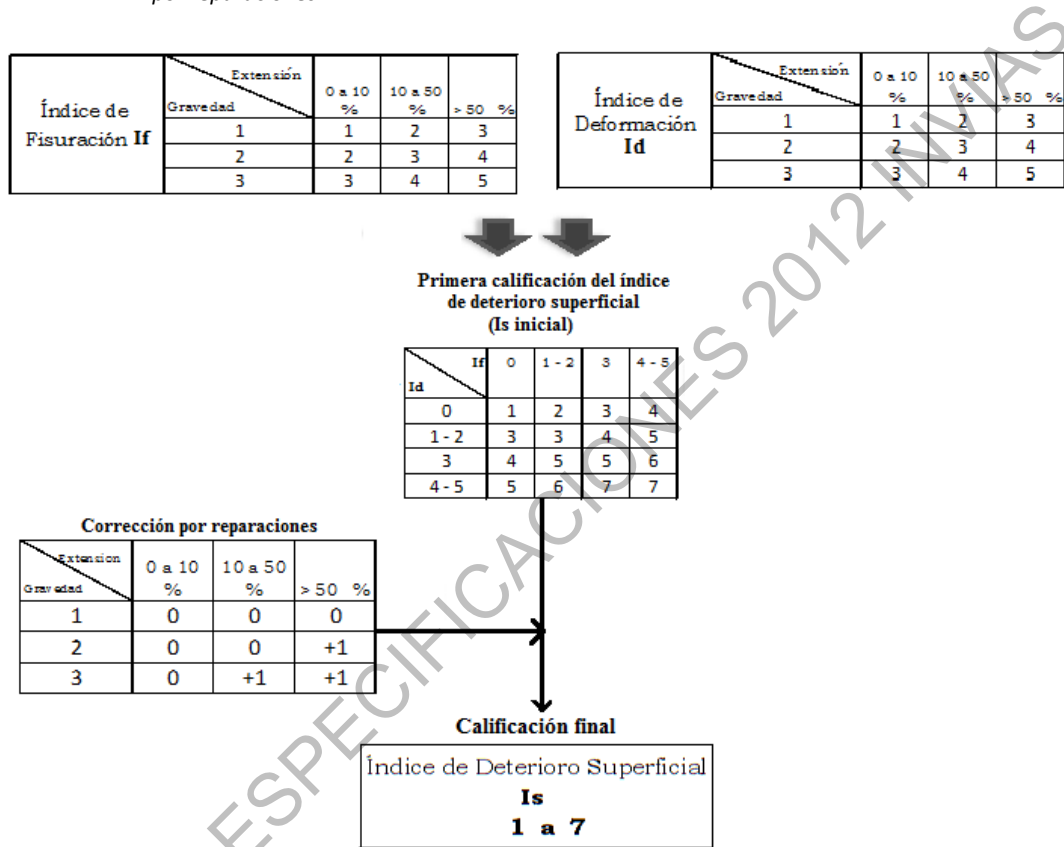 Índice de
Fisuración If
Extensión
Gravedad
0 a 10 %
10 a 50 %
> 50 %
1 1 2 3
2 2 3 4
3 3 4 5
Índice de
Deformación
Id
Extensión
Gravedad
0 a 10 %
10 a 50 %
> 50 %
1 1 2 3
2 2 3 4
3 3 4 5
Primera calificación del índice
de deterioro superficial
(Is inicial)
If 0 1 - 2 3 4 - 5
Id
0 1 2 3 4
1 - 2 3 3 4 5
3 4 5 5 6
4 - 5 5 6 7 7
Corrección por reparaciones
Extension
Gravedad
0 a 10 %
10 a 50 %
> 50 %
1 0 0 0
2 0 0 +1
3 0 +1 +1
Calificación final
Índice de Deterioro Superficial
Is
1 a 7
ESPECIFICACIONES 2012 INVIAS